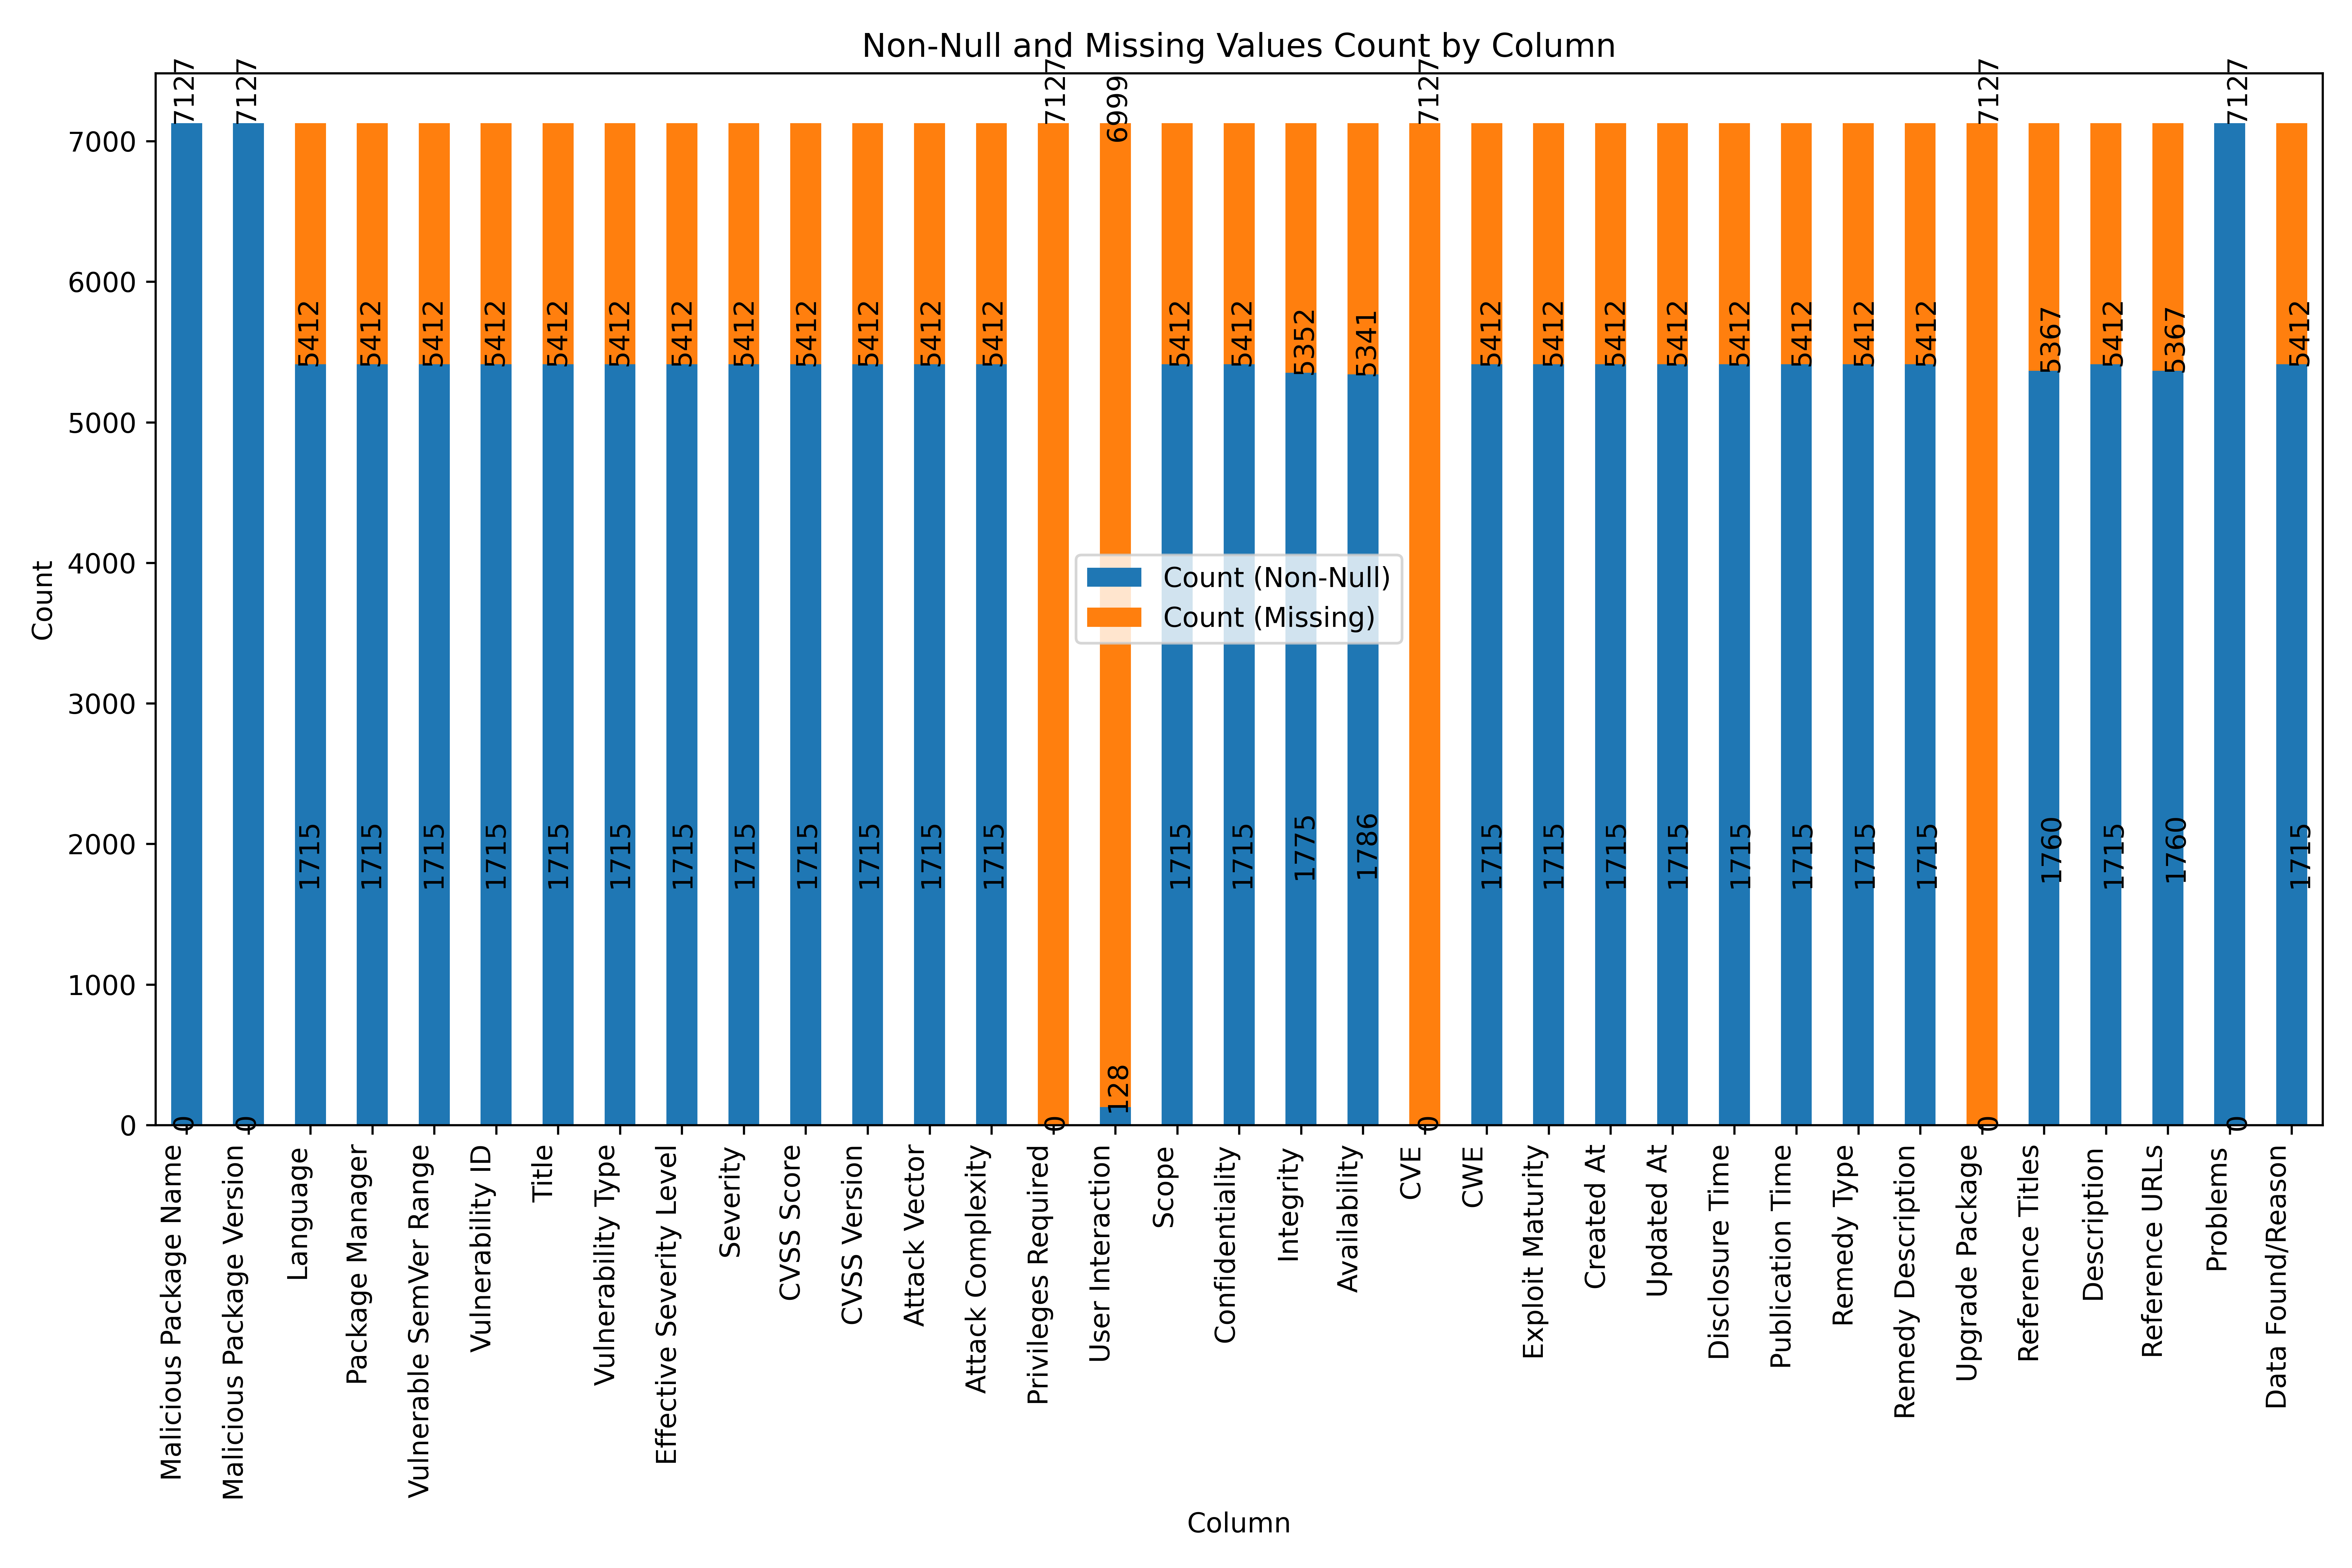 Non-Null and Missing Values Count by Column
7127
7127
7127
6999
7127
7127
7127
7000
6000
5000
4000
3000
2000
1000
0
Count
5412
5412
5412
5412
5412
5412
5412
5412
5412
5412
5412
5412
5412
5412
5352
5341
5412
5412
5412
5412
5412
5412
5412
5412
5367
5412
5367
5412
Count (Non-Null)
Count (Missing)
1715
1715
1715
1715
1715
1715
1715
1715
1715
1715
1715
1715
1715
1715
1775
1786
1715
1715
1715
1715
1715
1715
1715
1715
1760
1715
1760
1715
0
0
0
128
0
0
0
Malicious Package Name
Malicious Package Version
Language
Package Manager
Vulnerable SemVer Range
Vulnerability ID
Title
Vulnerability Type
Effective Severity Level
Severity
CVSS Score
CVSS Version
Attack Vector
Attack Complexity
Privileges Required
User Interaction
Scope
Confidentiality
Integrity
Availability
CVE
CWE
Exploit Maturity
Created At
Updated At
Disclosure Time
Publication Time
Remedy Type
Remedy Description
Upgrade Package
Reference Titles
Description
Reference URLs
Problems
Data Found/Reason
Column